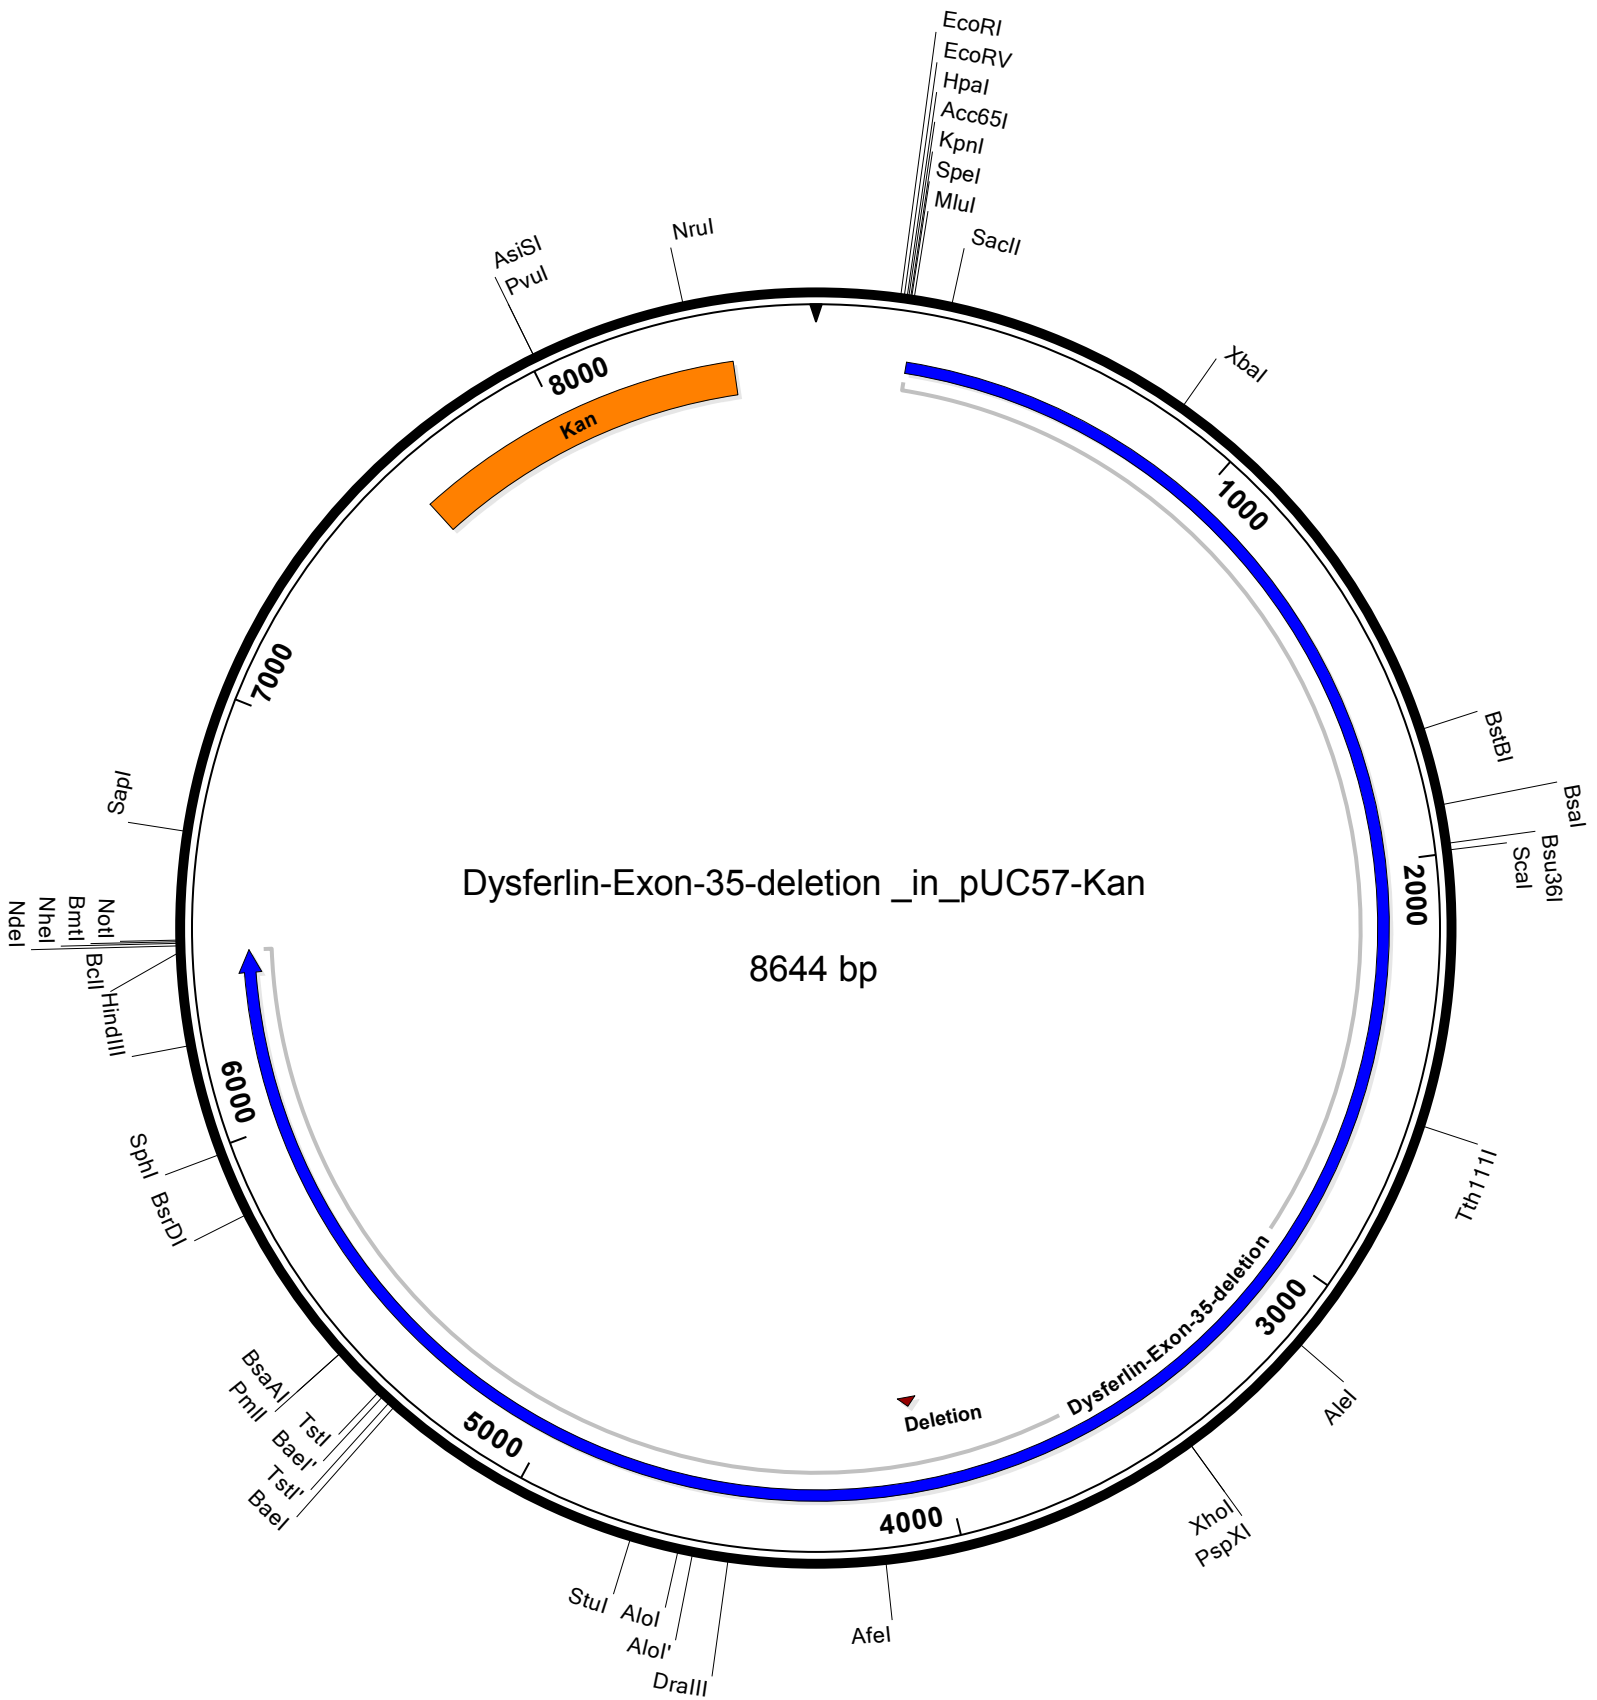 EcoRI
EcoRV
HpaI
Acc65I
KpnI
SpeI
MluI
SacII
XbaI
1000
BstBI
BsaI
Bsu36I
ScaI
2000
Tth111I
3000
AleI
XhoI
PspXI
Dysferlin-Exon-35-deletion
Deletion
4000
AfeI
DraIII
AloI'
AloI
StuI
5000
BaeI
TstI'
BaeI'
TstI
PmlI
BsaAI
BsrDI
SphI
6000
HindIII
BclI
NdeI
NheI
BmtI
NotI
SapI
7000
Kan
8000
AsiSI
PvuI
NruI
Dysferlin-Exon-35-deletion _in_pUC57-Kan
8644 bp